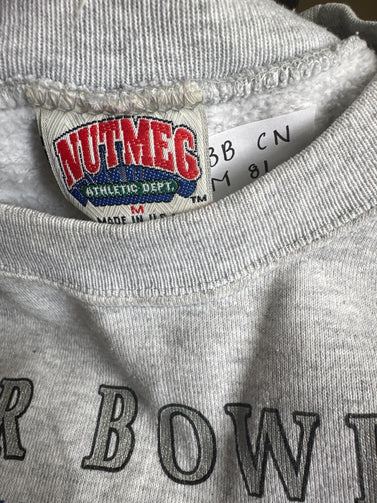 NUTMEG
ATHLETIC DEPT.
M
TM
MADE IN U.S.
BB CN
M 81
R BOWL